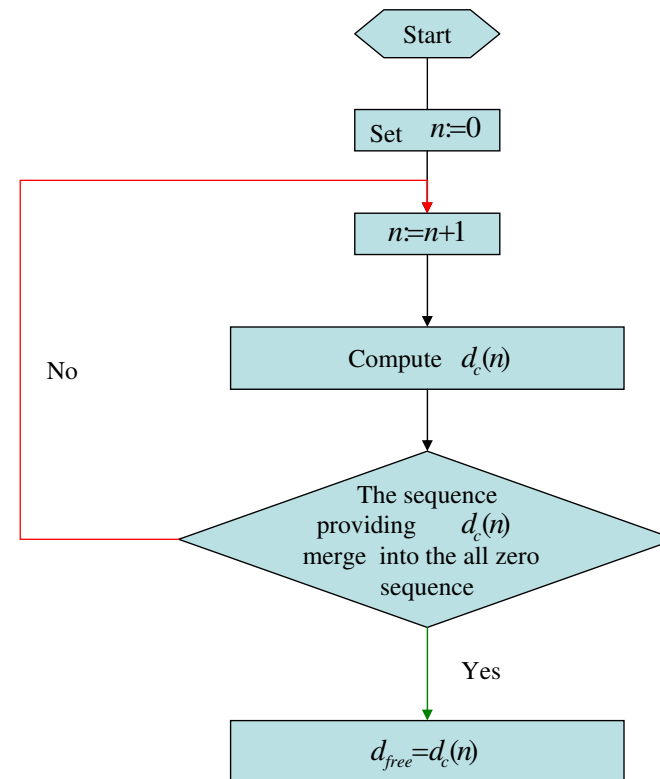 Start
Set n:=0
n:=n+1
Compute d_c(n)
No
The sequence
providing d_c(n)
merge into the all zero
sequence
Yes
d_free=d_c(n)